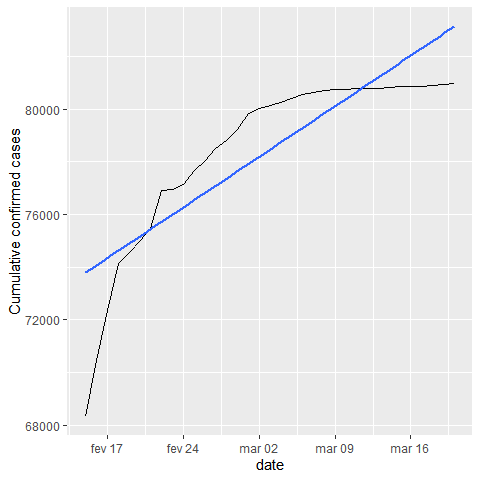 Cumulative confirmed cases
80000
76000
72000
68000
fev 17
fev 24
mar 02
mar 09
mar 16
date